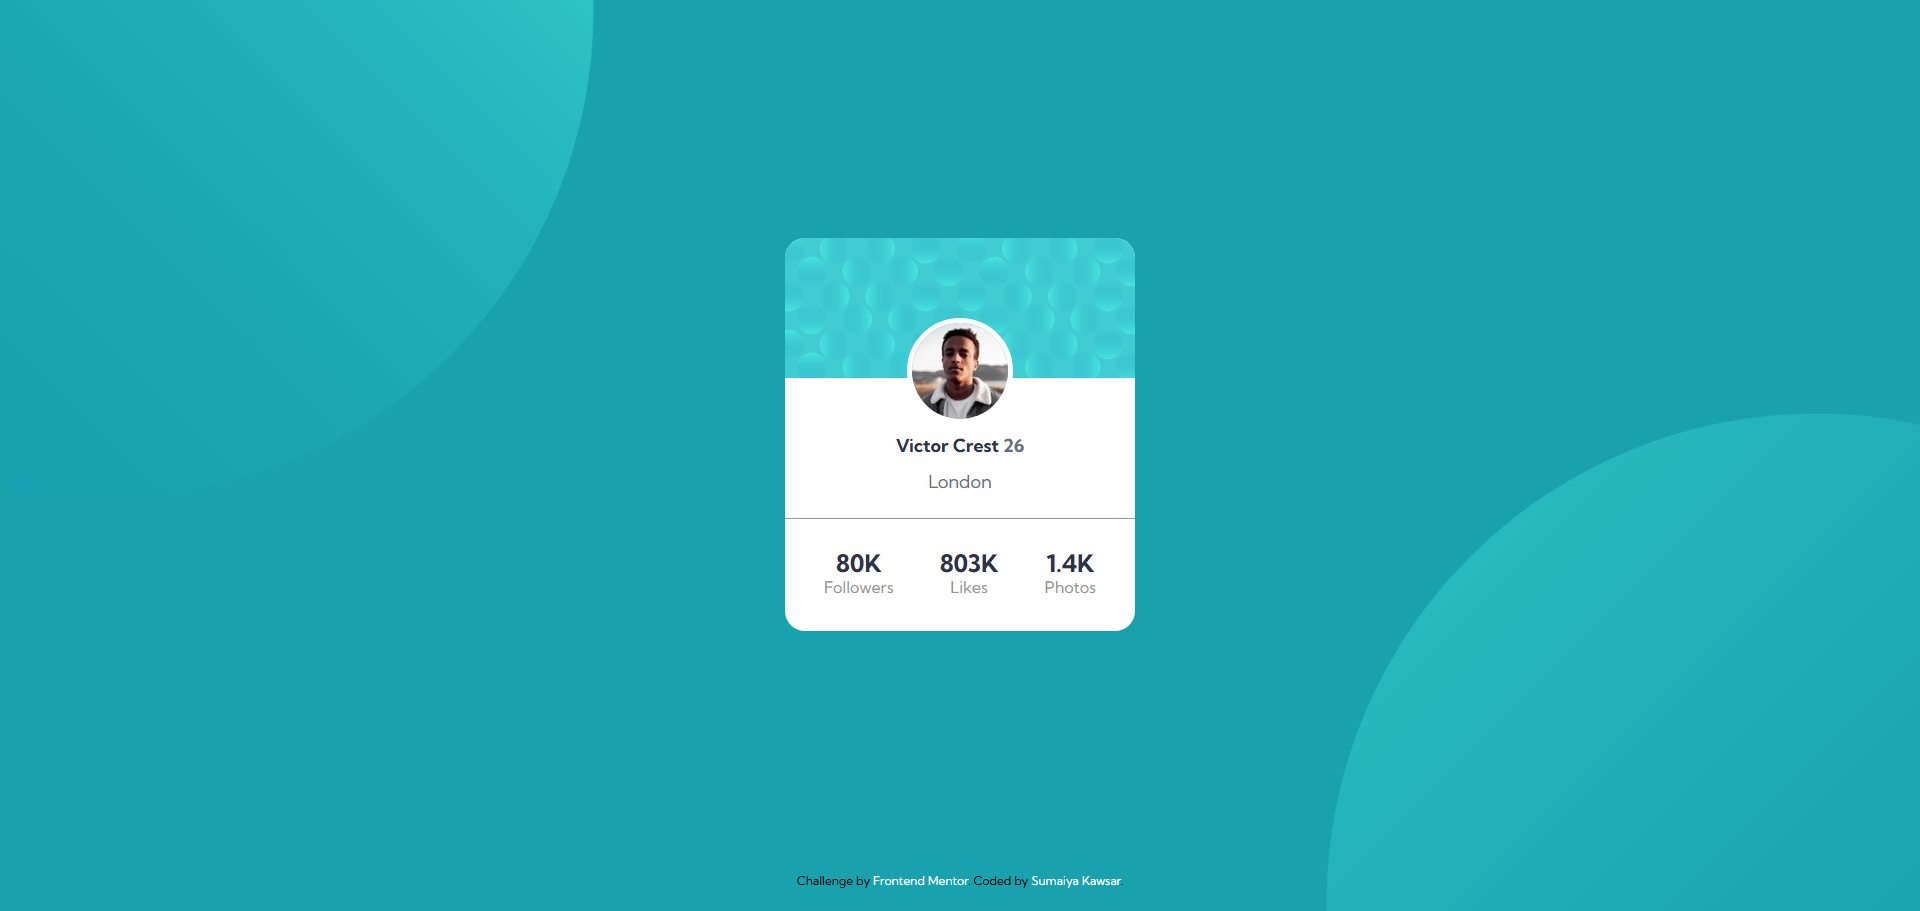 Victor Crest 26
London
80K 803K 1.4K
Followers Likes Photos
Challenge by Frontend Mentor. Coded by Sumaiya Kawsar.